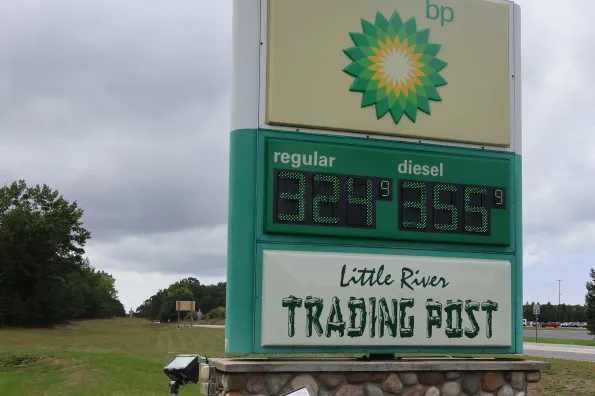 bp
regular diesel
324 9 355 9
Little River
TRADING POST